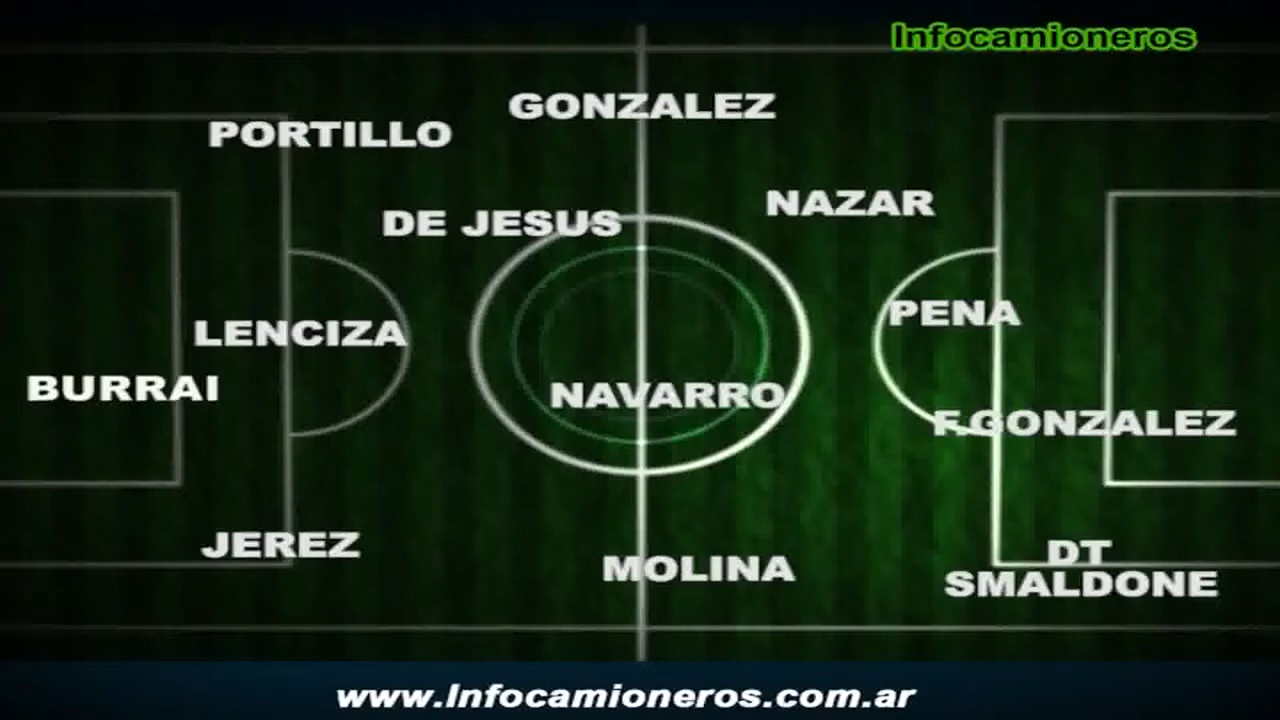 Infocamioneros
GONZALEZ
PORTILLO
NAZAR
DE JESUS
PENA
LENCIZA
BURRAI
NAVARRO
F.GONZALEZ
JEREZ
MOLINA
DT
SMALDONE
www.Infocamioneros.com.ar